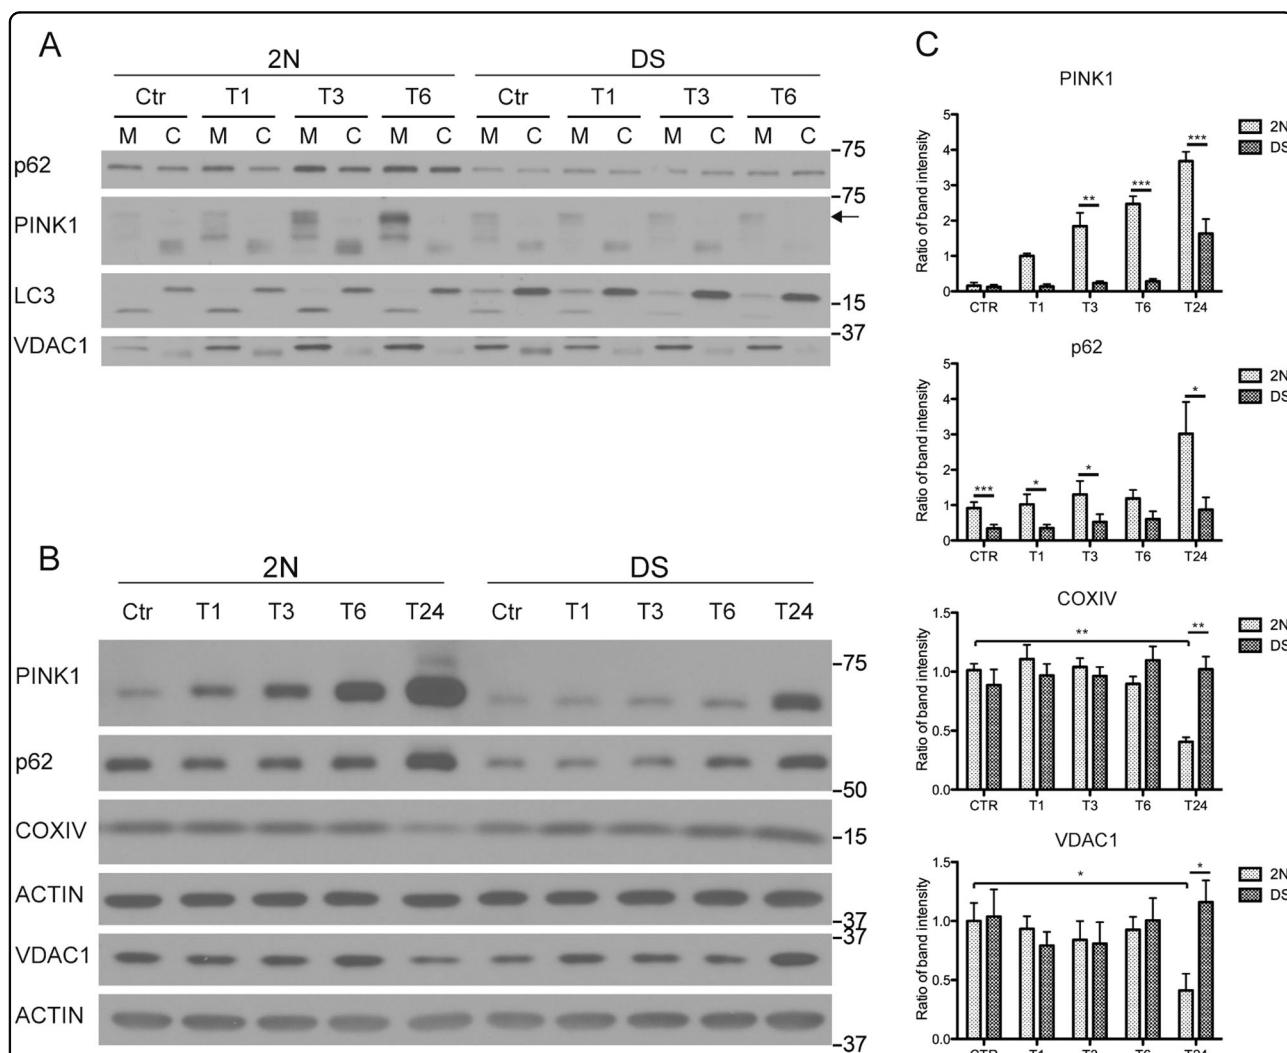 A
2N DS
Ctr T1 T3 T6 Ctr T1 T3 T6
M C M C M C M C M C M C M C M C
p62
-75
PINK1
-75
LC3
-15
VDAC1
-37
B
2N DS
Ctr T1 T3 T6 T24 Ctr T1 T3 T6 T24
PINK1
-75
p62
-50
COXIV
-15
ACTIN
-37
VDAC1
-37
ACTIN
-37
C
PINK1
Ratio of band intensity
5
4
3
2
1
0
** *** ***
CTR T1 T3 T6 T24
2N
DS
p62
Ratio of band intensity
5
4
3
2
1
0
*** * * *
CTR T1 T3 T6 T24
2N
DS
COXIV
Ratio of band intensity
1.5
1.0
0.5
0.0
** **
CTR T1 T3 T6 T24
2N
DS
VDAC1
Ratio of band intensity
1.5
1.0
0.5
0.0
* *
CTR T1 T3 T6 T24
2N
DS